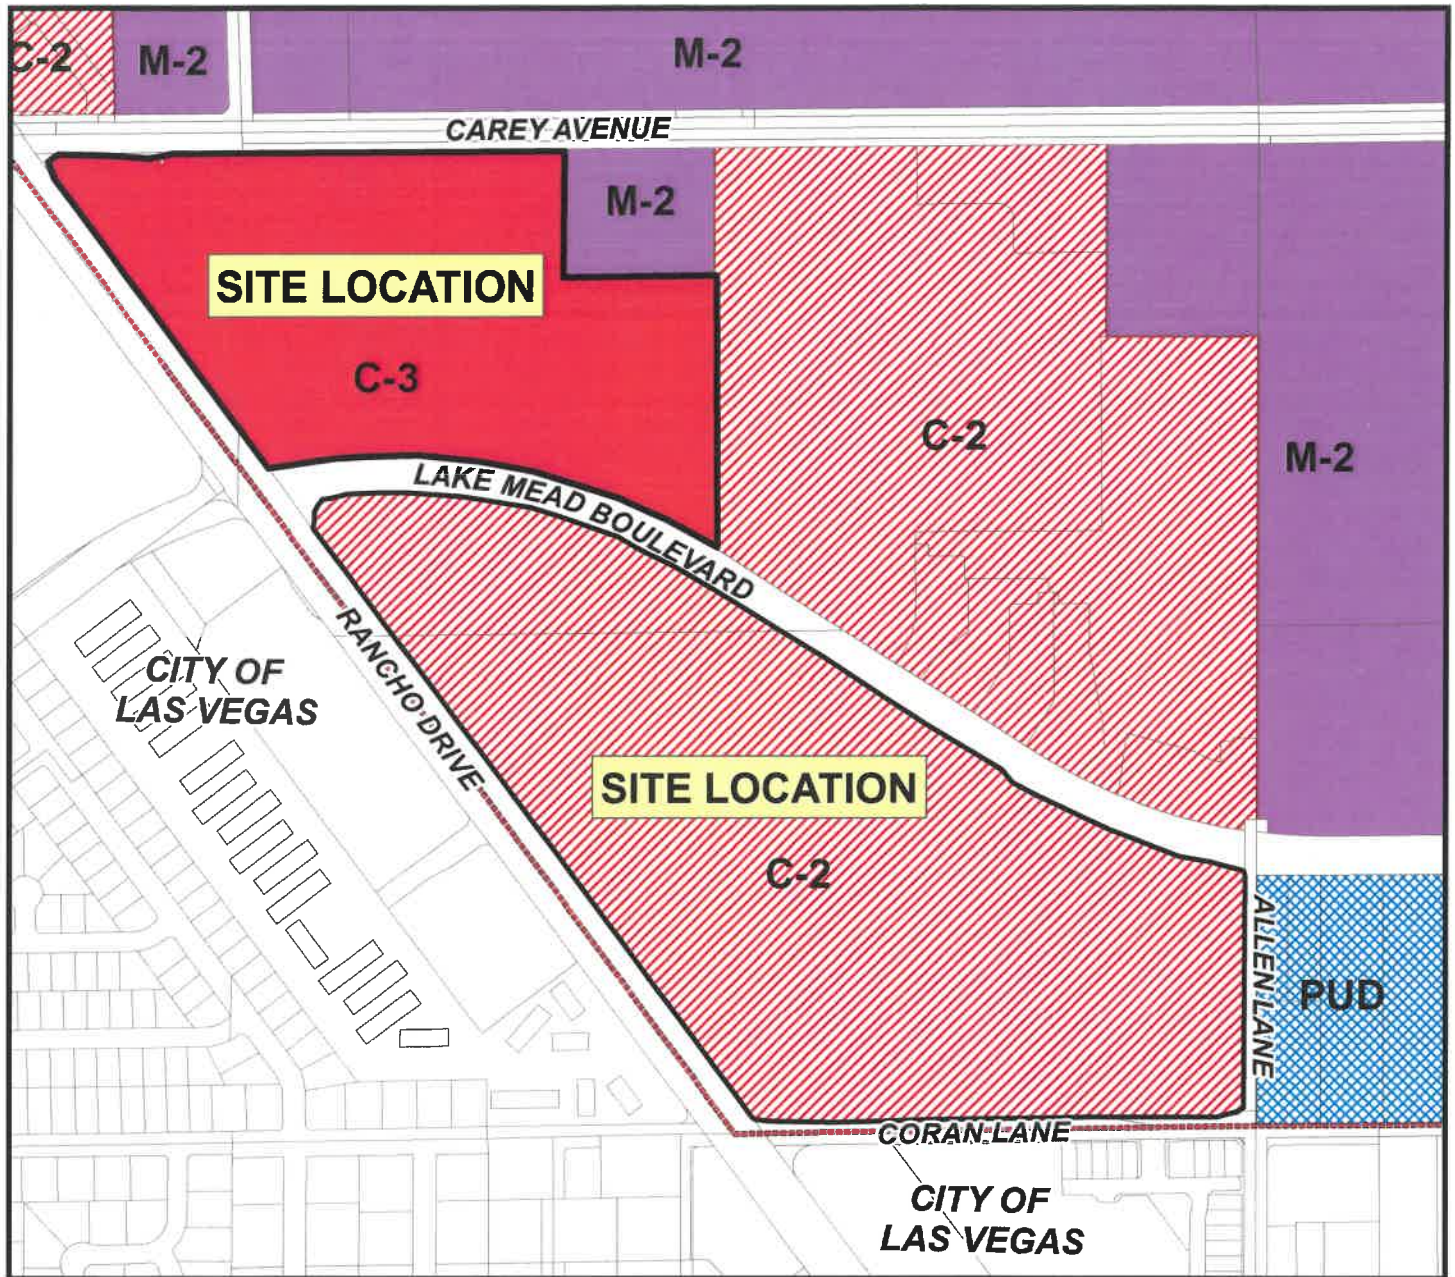 C-2
M-2
M-2
CAREY AVENUE
M-2
SITE LOCATION
C-3
C-2
M-2
LAKE MEAD BOULEVARD
RANCHO DRIVE
CITY OF
LAS VEGAS
SITE LOCATION
C-2
ALLEN LANE
PUD
CORAN LANE
CITY OF
LAS VEGAS